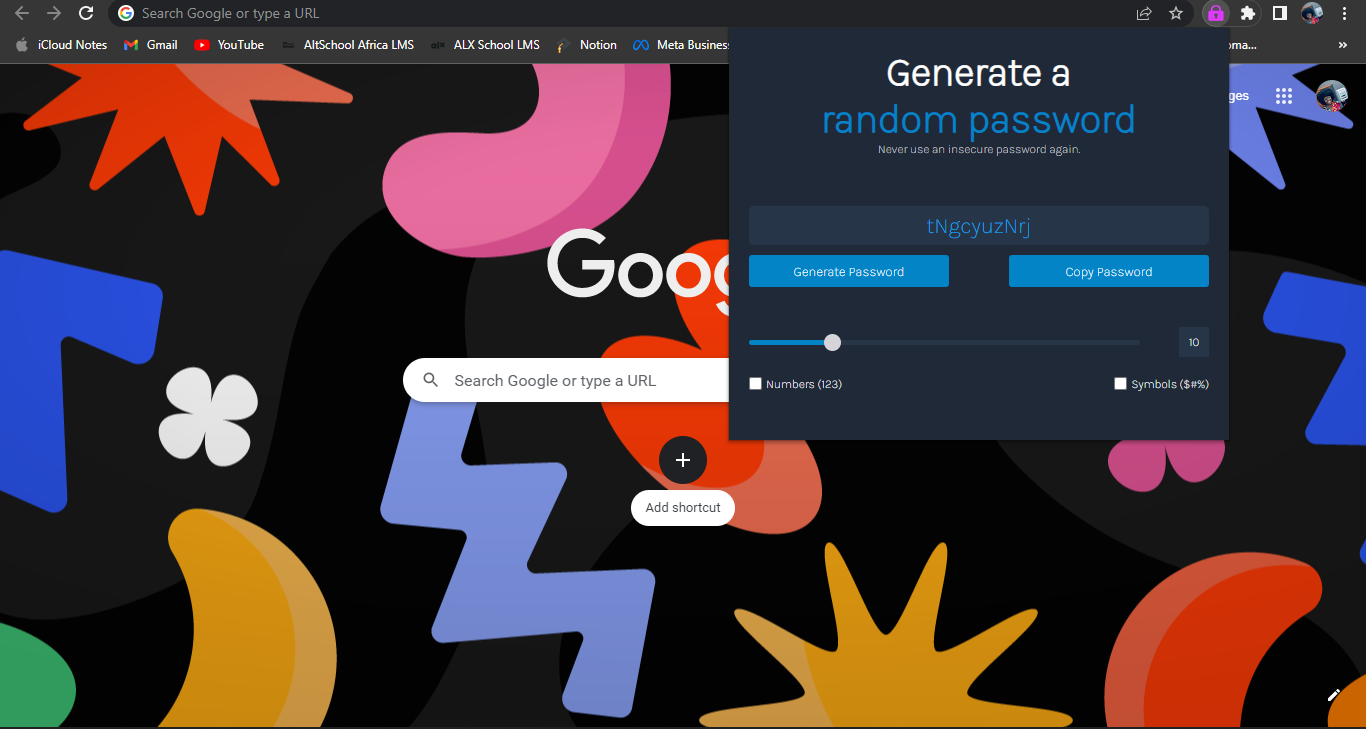 Search Google or type a URL
iCloud Notes
Gmail
YouTube
AltSchool Africa LMS
ALX School LMS
Notion
Meta Business
oma...
»
Generate a
random password
Never use an insecure password again.
tNgcyuzNrj
Generate Password
Copy Password
10
Numbers (123)
Symbols ($#%)
ges
Goog
Search Google or type a URL
Add shortcut